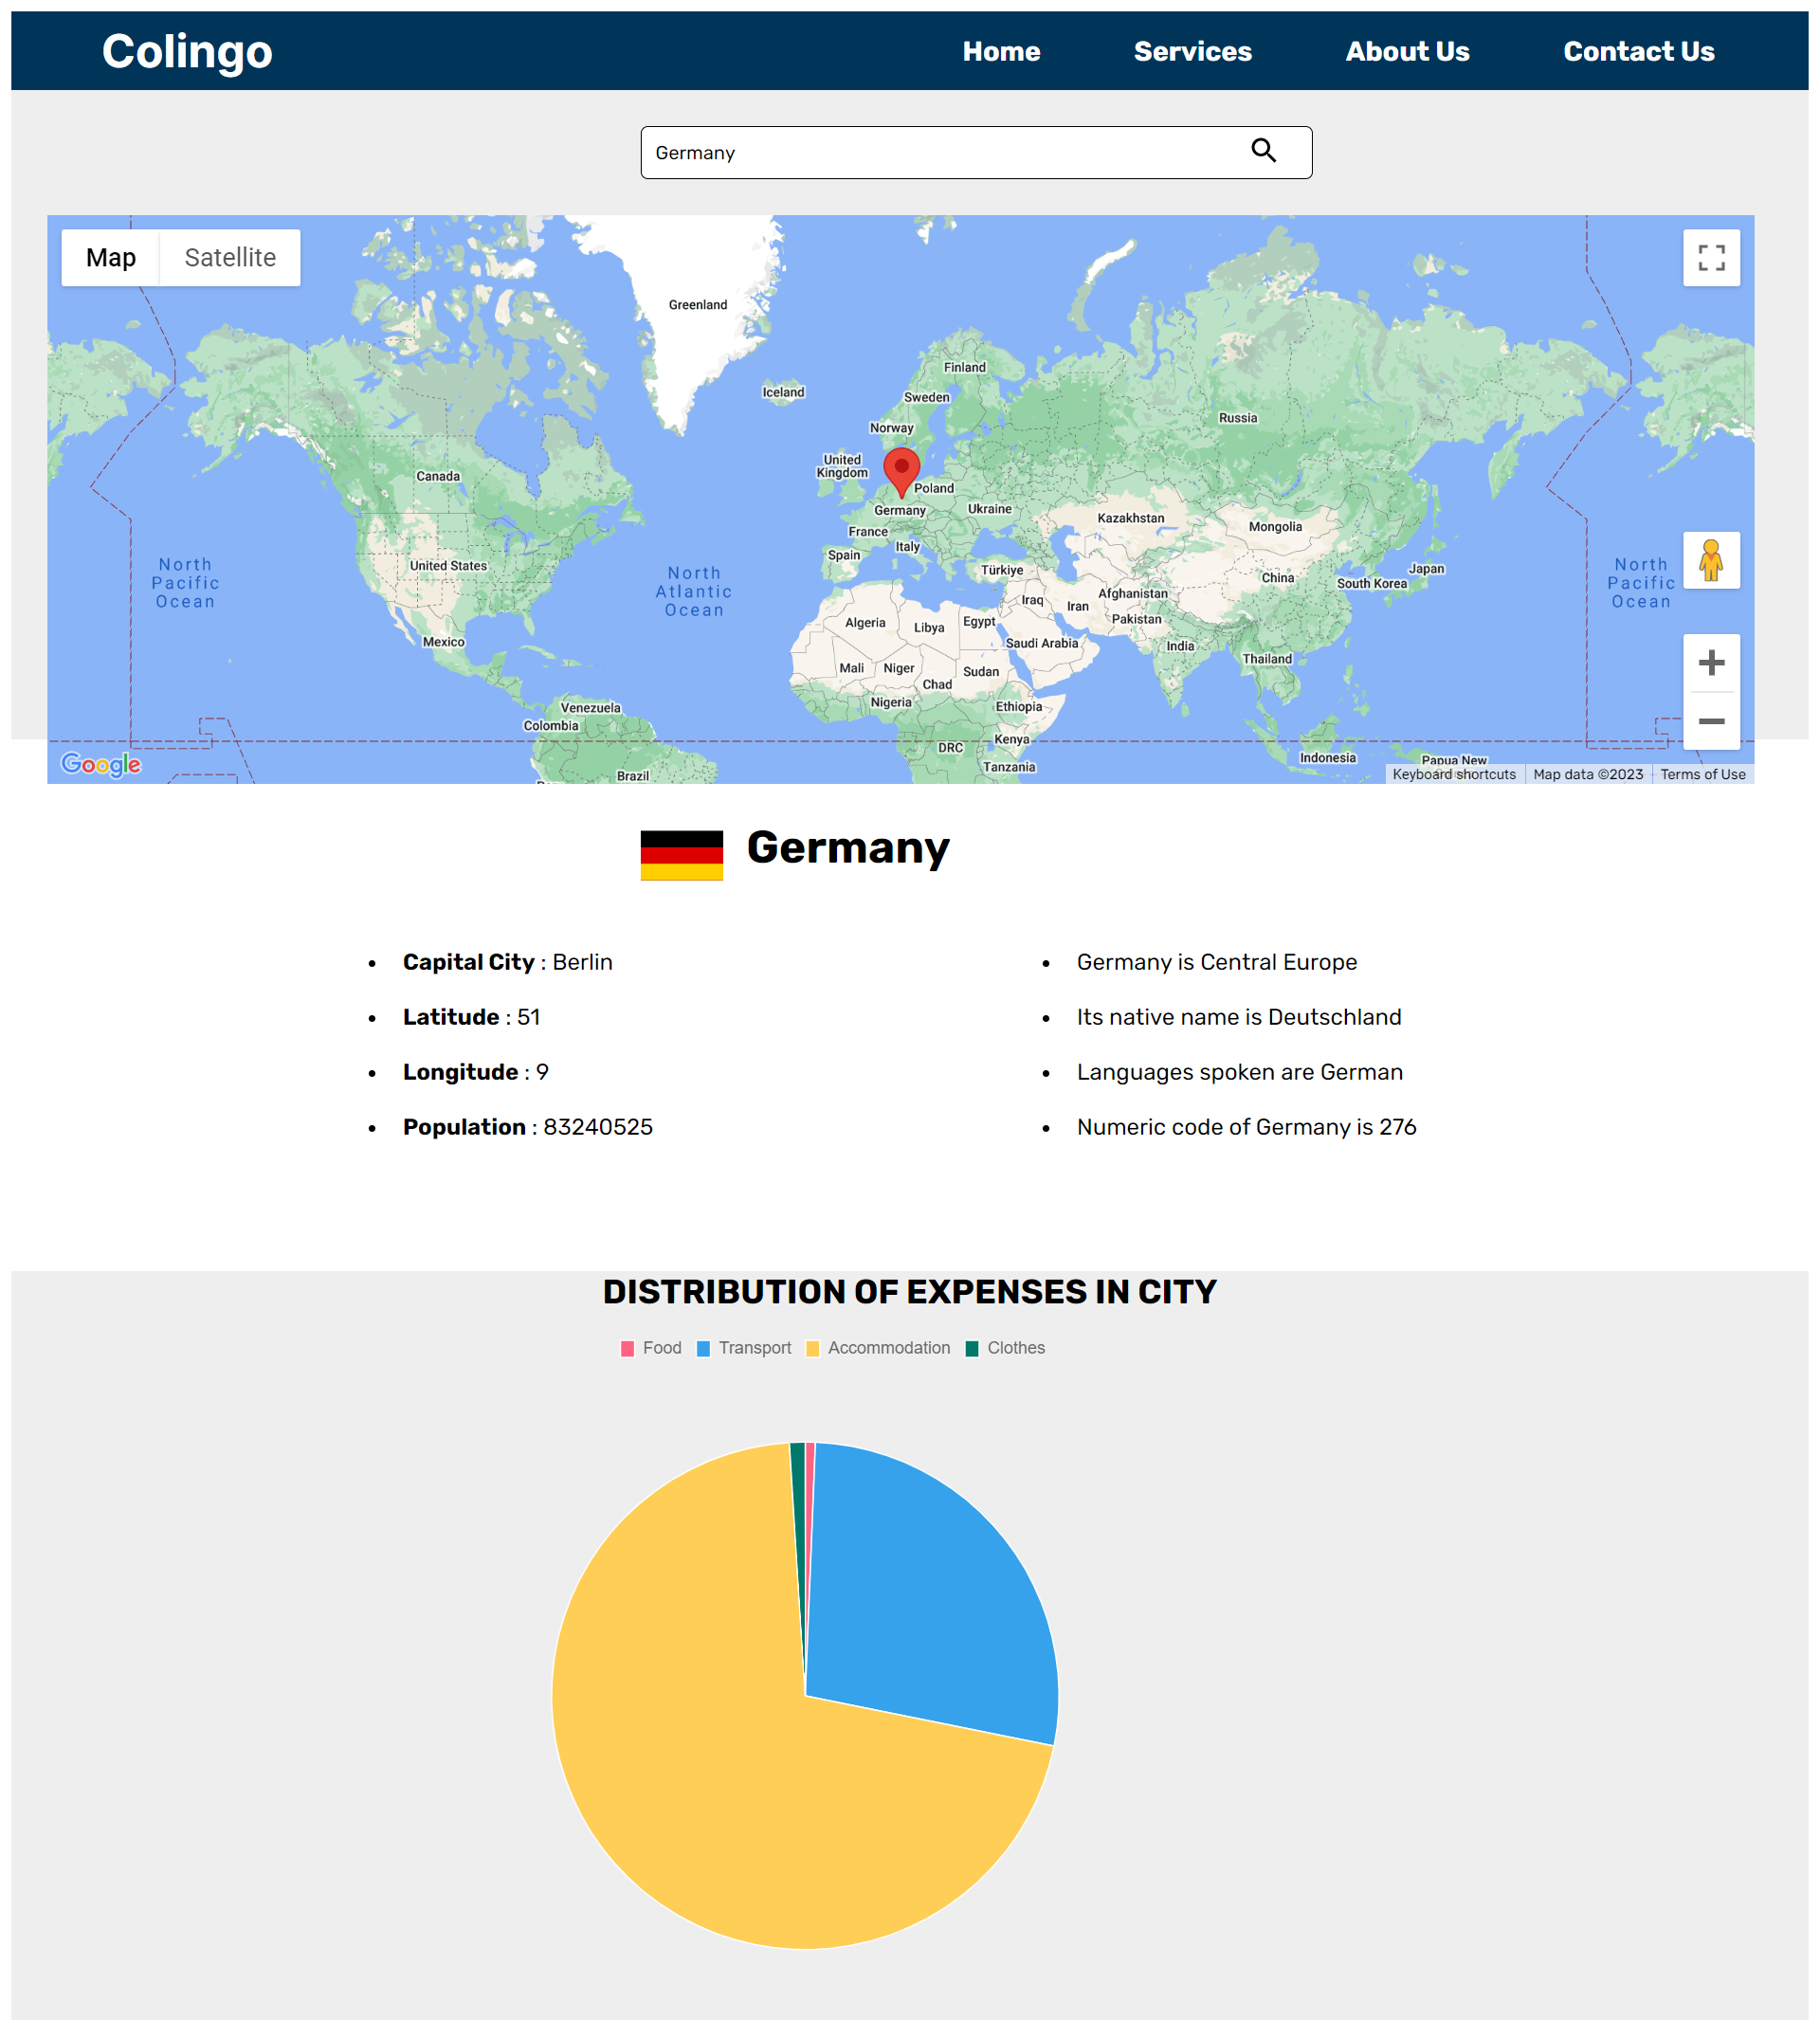 Colingo
Home
Services
About Us
Contact Us
Germany
Map
Satellite
Greenland
Iceland
Finland
Sweden
Norway
Russia
United
Kingdom
Poland
Germany
Ukraine
France
Kazakhstan
Mongolia
Canada
Spain
Italy
Türkiye
United States
North
Pacific
Ocean
North
Atlantic
Ocean
China
South Korea
Japan
North
Pacific
Ocean
Iraq
Iran
Afghanistan
Pakistan
Algeria
Libya
Egypt
Saudi Arabia
India
Mexico
Mali
Niger
Chad
Sudan
Thailand
Venezuela
Colombia
Nigeria
Ethiopia
DRC
Kenya
Tanzania
Indonesia
Papua New
Brazil
Google
Keyboard shortcuts
Map data ©2023
Terms of Use
Germany
Capital City : Berlin
Latitude : 51
Longitude : 9
Population : 83240525
Germany is Central Europe
Its native name is Deutschland
Languages spoken are German
Numeric code of Germany is 276
DISTRIBUTION OF EXPENSES IN CITY
Food
Transport
Accommodation
Clothes